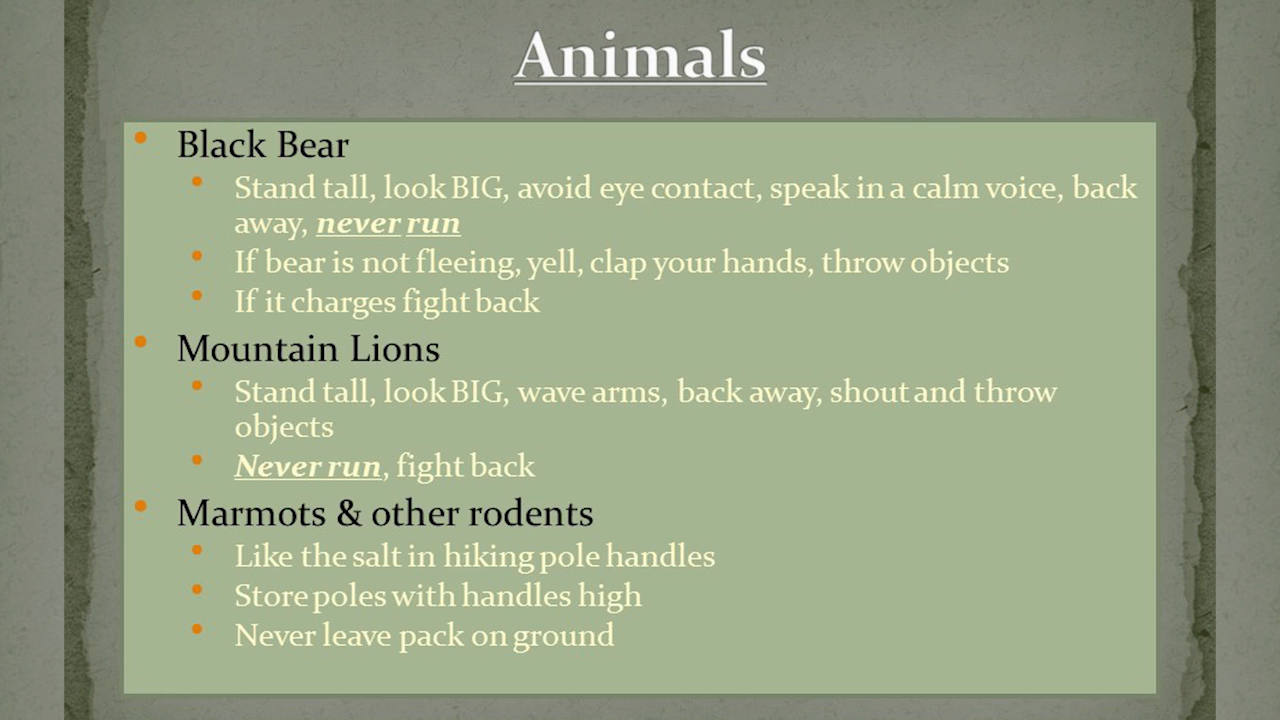 Animals
• Black Bear
• Stand tall, look BIG, avoid eye contact, speak in a calm voice, back
away, never run
• If bear is not fleeing, yell, clap your hands, throw objects
• If it charges fight back
• Mountain Lions
• Stand tall, look BIG, wave arms, back away, shout and throw
objects
• Never run, fight back
• Marmots & other rodents
• Like the salt in hiking pole handles
• Store poles with handles high
• Never leave pack on ground